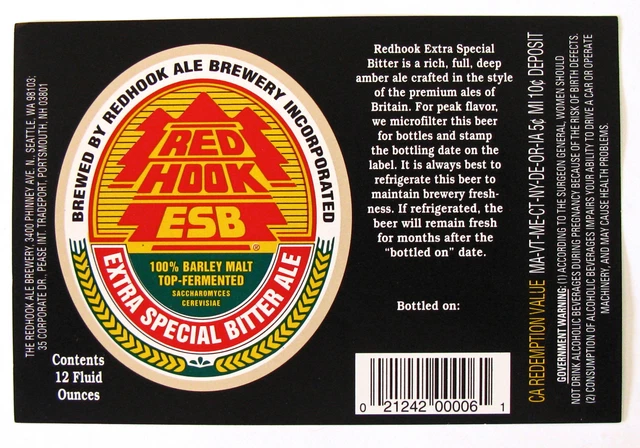 THE REDHOOK ALE BREWERY, 3400 PHINNEY AVE. N., SEATTLE, WA 98103;
35 CORPORATE DR., PEASE INT. TRADEPORT, PORTSMOUTH, NH 03801
BREWED BY REDHOOK ALE BREWERY INCORPORATED
RED
HOOK
ESB
®
100% BARLEY MALT
TOP-FERMENTED
SACCHAROMYCES
CEREVISIAE
EXTRA SPECIAL BITTER ALE
Contents
12 Fluid
Ounces
Redhook Extra Special
Bitter is a rich, full, deep
amber ale crafted in the style
of the premium ales of
Britain. For peak flavor,
we microfilter this beer
for bottles and stamp
the bottling date on the
label. It is always best to
refrigerate this beer to
maintain brewery fresh-
ness. If refrigerated, the
beer will remain fresh
for months after the
“bottled on” date.
Bottled on:
0 21242 00006 1
CA REDEMPTION VALUE MA-VT-ME-CT-NY-DE-OR-IA 5¢ MI 10¢ DEPOSIT
GOVERNMENT WARNING: (1) ACCORDING TO THE SURGEON GENERAL, WOMEN SHOULD
NOT DRINK ALCOHOLIC BEVERAGES DURING PREGNANCY BECAUSE OF THE RISK OF BIRTH DEFECTS.
(2) CONSUMPTION OF ALCOHOLIC BEVERAGES IMPAIRS YOUR ABILITY TO DRIVE A CAR OR OPERATE
MACHINERY, AND MAY CAUSE HEALTH PROBLEMS.